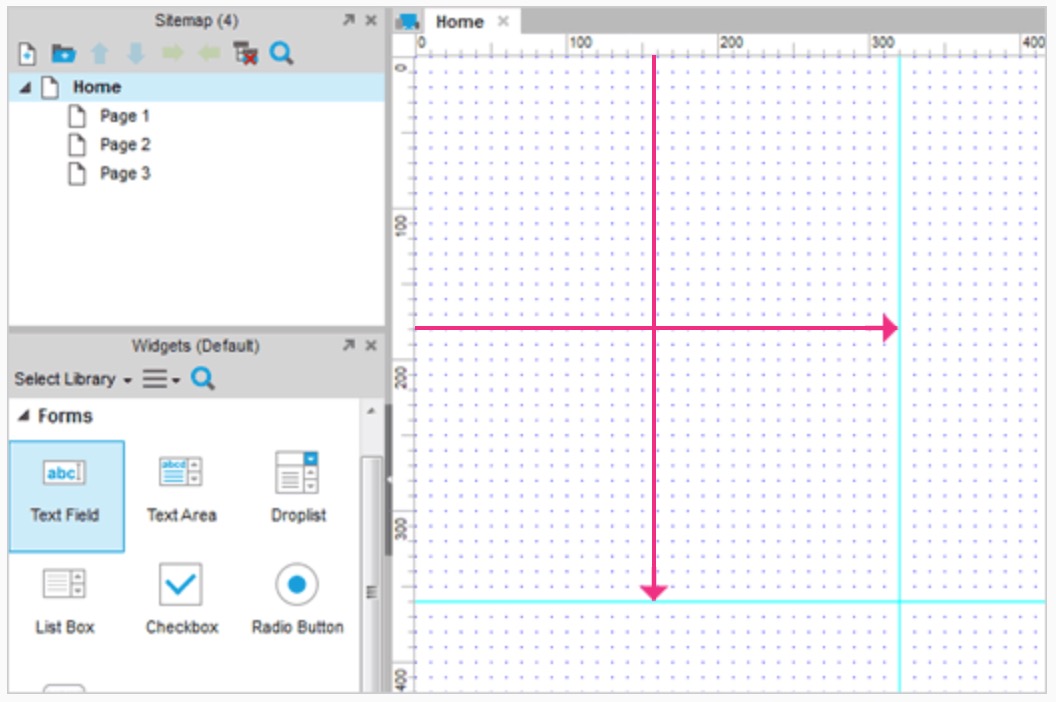 Sitemap (4)
Home
Page 1
Page 2
Page 3
Widgets (Default)
Select Library
Forms
abc
Text Field
abcd
Text Area
Droplist
List Box
Checkbox
Radio Button
Home
0 100 200 300 400
0
100
200
300
400